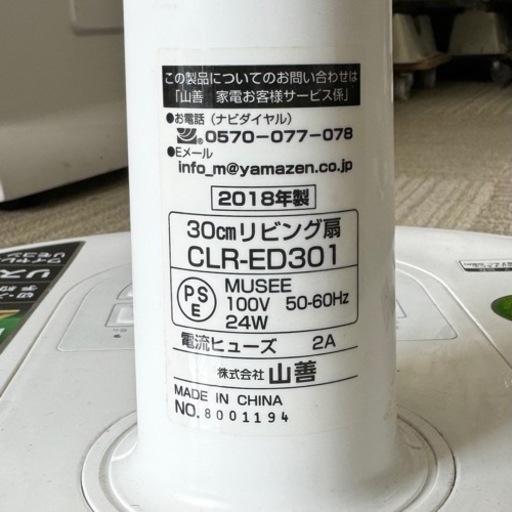 この製品についてのお問い合わせは
「山善 家電お客様サービス係」
●お電話（ナビダイヤル）
0570-077-078
●Eメール
info_m@yamazen.co.jp
2018年製
30cmリビング扇
CLR-ED301
PSE
MUSEE
100V 50-60Hz
24W
電流ヒューズ 2A
株式会社 山善
MADE IN CHINA
NO. 8001194